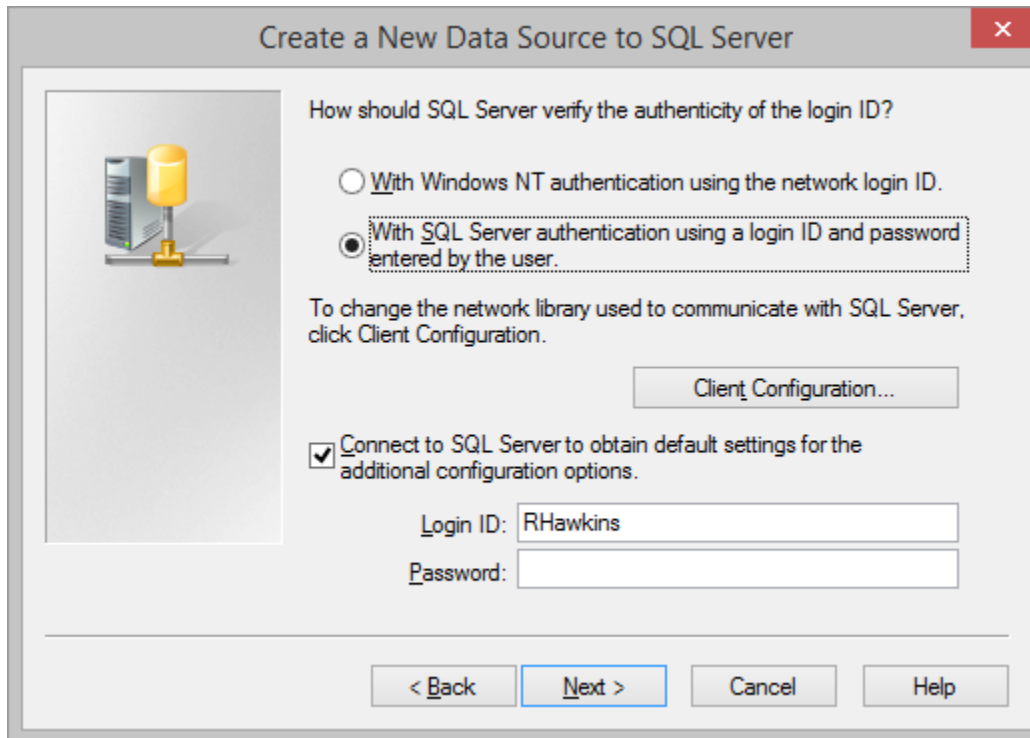 Create a New Data Source to SQL Server
How should SQL Server verify the authenticity of the login ID?
With Windows NT authentication using the network login ID.
With SQL Server authentication using a login ID and password
entered by the user.
To change the network library used to communicate with SQL Server,
click Client Configuration.
Client Configuration...
Connect to SQL Server to obtain default settings for the
additional configuration options.
Login ID: RHawkins
Password:
< Back Next > Cancel Help